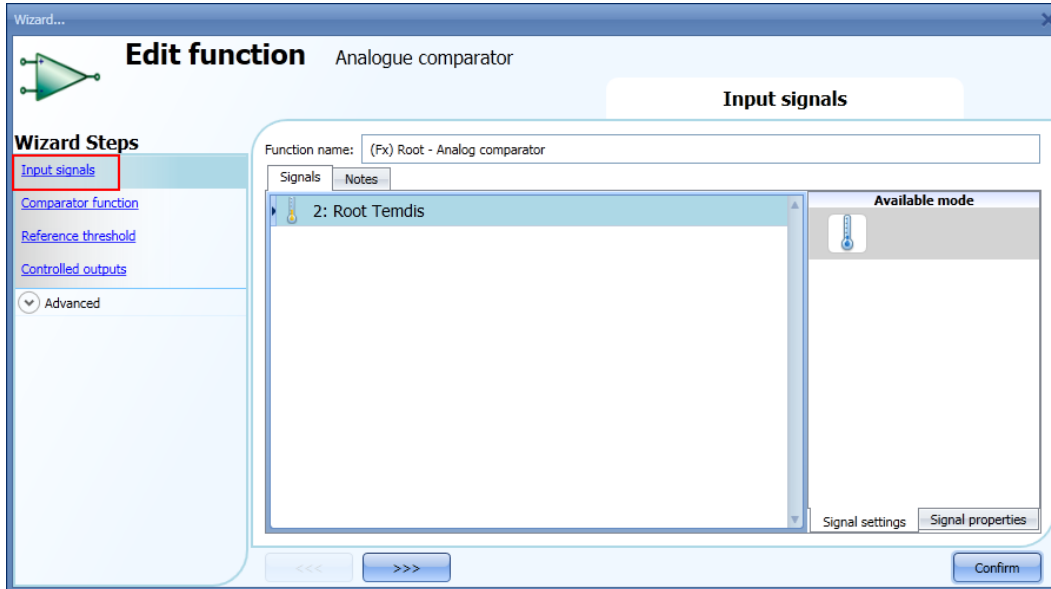 Wizard...
Edit function Analogue comparator
Input signals
Wizard Steps
Input signals
Comparator function
Reference threshold
Controlled outputs
Advanced
Function name: (Fx) Root - Analog comparator
Signals Notes
2: Root Temdis
Available mode
Signal settings Signal properties
<<< >>> Confirm